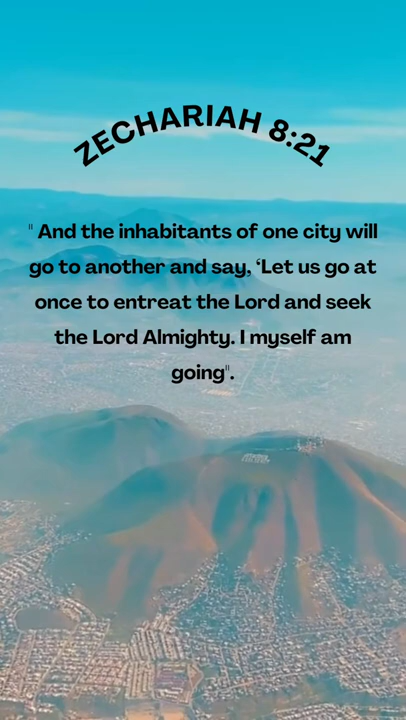 ZECHARIAH 8:21
" And the inhabitants of one city will
go to another and say, ‘Let us go at
once to entreat the Lord and seek
the Lord Almighty. I myself am
going".